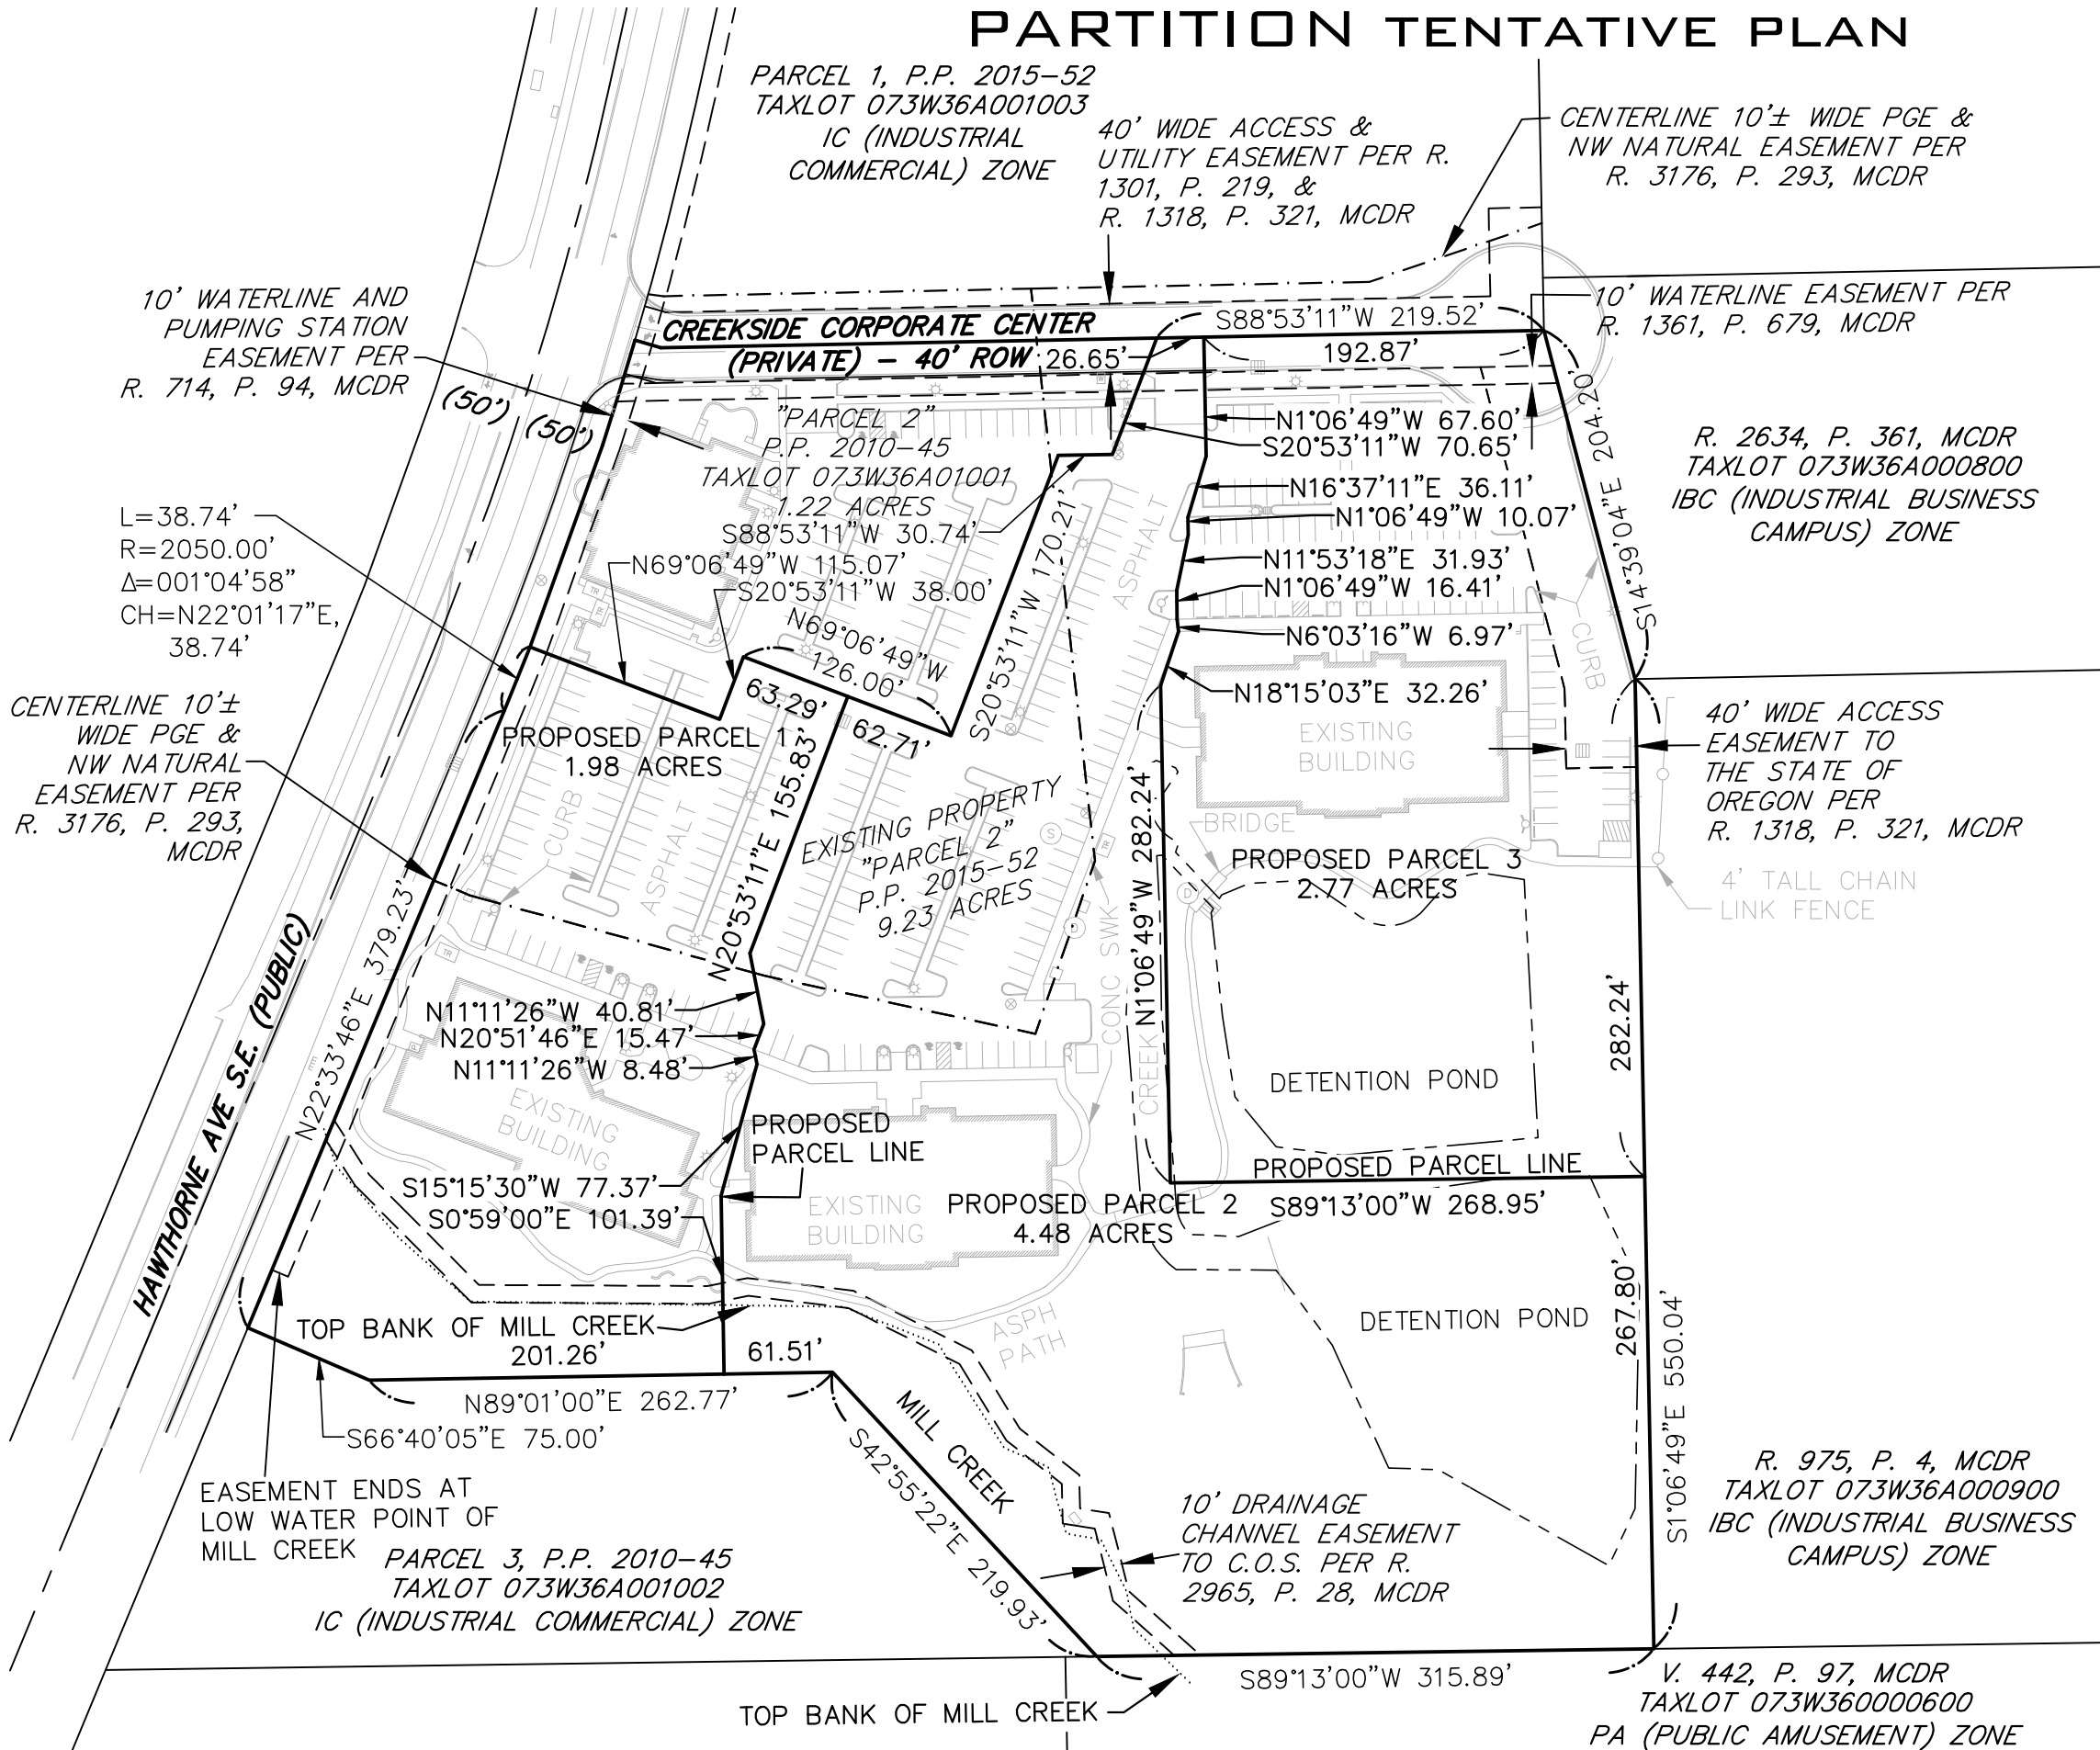 PARTITION TENTATIVE PLAN
PARCEL 1, P.P. 2015-52
TAXLOT 073W36A001003
IC (INDUSTRIAL
COMMERCIAL) ZONE
40' WIDE ACCESS &
UTILITY EASEMENT PER R.
1301, P. 219, &
R. 1318, P. 321, MCDR
CENTERLINE 10'± WIDE PGE &
NW NATURAL EASEMENT PER
R. 3176, P. 293, MCDR
10' WATERLINE AND
PUMPING STATION
EASEMENT PER
R. 714, P. 94, MCDR
(50') (50')
CREEKSIDE CORPORATE CENTER
(PRIVATE) - 40' ROW
26.65'
S88°53'11"W 219.52'
192.87'
10' WATERLINE EASEMENT PER
R. 1361, P. 679, MCDR
S14°39'04"E 204.20'
R. 2634, P. 361, MCDR
TAXLOT 073W36A000800
IBC (INDUSTRIAL BUSINESS
CAMPUS) ZONE
"PARCEL 2"
P.P. 2010-45
TAXLOT 073W36A01001
1.22 ACRES
S88°53'11"W 30.74'
N69°06'49"W 115.07'
S20°53'11"W 38.00'
N69°06'49"W
126.00'
S20°53'11"W 170.21'
ASPHALT
N1°06'49"W 67.60'
S20°53'11"W 70.65'
N16°37'11"E 36.11'
N1°06'49"W 10.07'
N11°53'18"E 31.93'
N1°06'49"W 16.41'
N6°03'16"W 6.97'
N18°15'03"E 32.26'
CURB
L=38.74'
R=2050.00'
Δ=001°04'58"
CH=N22°01'17"E,
38.74'
TR
TR
CENTERLINE 10'±
WIDE PGE &
NW NATURAL
EASEMENT PER
R. 3176, P. 293,
MCDR
PROPOSED PARCEL 1
1.98 ACRES
63.29'
62.71'
N20°53'11"E 155.83'
CURB
ASPHALT
EXISTING PROPERTY
"PARCEL 2"
P.P. 2015-52
9.23 ACRES
S
TR
D
D
EXISTING
BUILDING
BRIDGE
PROPOSED PARCEL 3
2.77 ACRES
40' WIDE ACCESS
EASEMENT TO
THE STATE OF
OREGON PER
R. 1318, P. 321, MCDR
4' TALL CHAIN
LINK FENCE
N1°06'49"W 282.24'
CONC SWK
CREEK
282.24'
DETENTION POND
HAWTHORNE AVE S.E. (PUBLIC)
N22°33'46"E 379.23'
TR
E
N11°11'26"W 40.81'
N20°51'46"E 15.47'
N11°11'26"W 8.48'
EXISTING
BUILDING
PROPOSED
PARCEL LINE
S15°15'30"W 77.37'
S0°59'00"E 101.39'
EXISTING
BUILDING
PROPOSED PARCEL 2
4.48 ACRES
PROPOSED PARCEL LINE
S89°13'00"W 268.95'
267.80'
S1°06'49"E 550.04'
DETENTION POND
TOP BANK OF MILL CREEK
201.26'
61.51'
N89°01'00"E 262.77'
S66°40'05"E 75.00'
ASPH
PATH
MILL CREEK
S42°55'22"E 219.93'
EASEMENT ENDS AT
LOW WATER POINT OF
MILL CREEK
PARCEL 3, P.P. 2010-45
TAXLOT 073W36A001002
IC (INDUSTRIAL COMMERCIAL) ZONE
10' DRAINAGE
CHANNEL EASEMENT
TO C.O.S. PER R.
2965, P. 28, MCDR
R. 975, P. 4, MCDR
TAXLOT 073W36A000900
IBC (INDUSTRIAL BUSINESS
CAMPUS) ZONE
S89°13'00"W 315.89'
TOP BANK OF MILL CREEK
V. 442, P. 97, MCDR
TAXLOT 073W360000600
PA (PUBLIC AMUSEMENT) ZONE